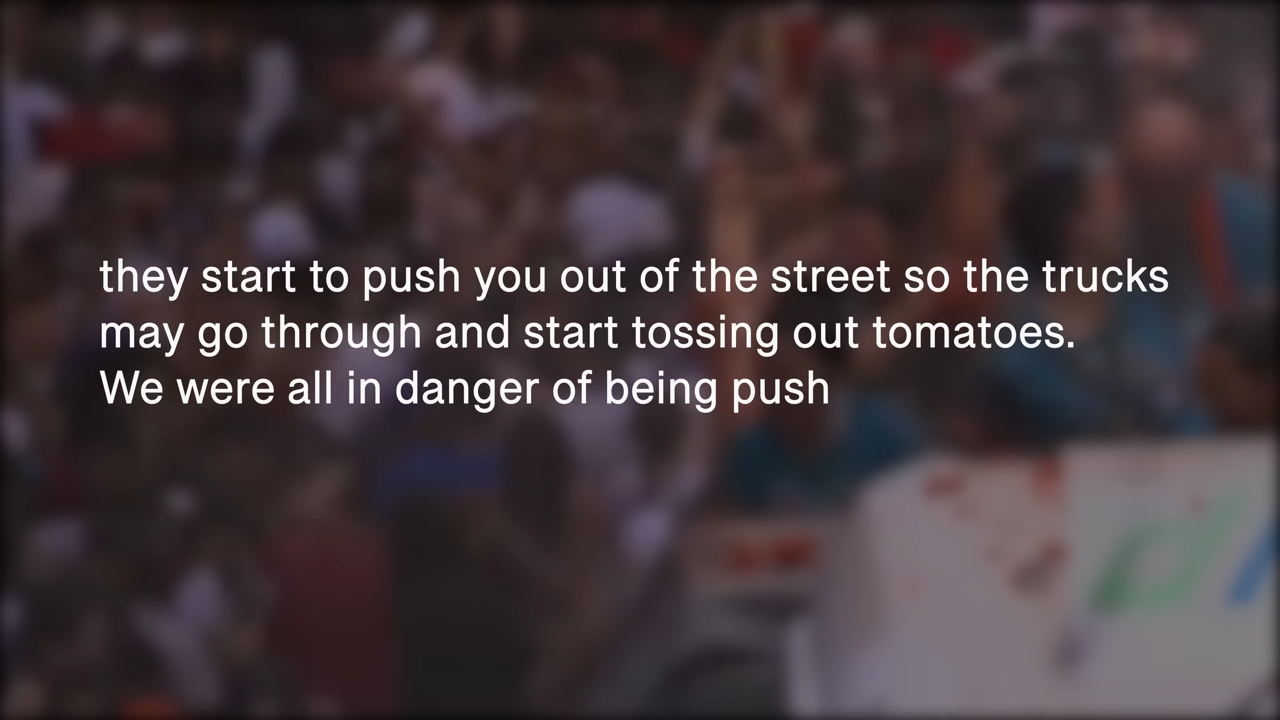 they start to push you out of the street so the trucks
may go through and start tossing out tomatoes.
We were all in danger of being push